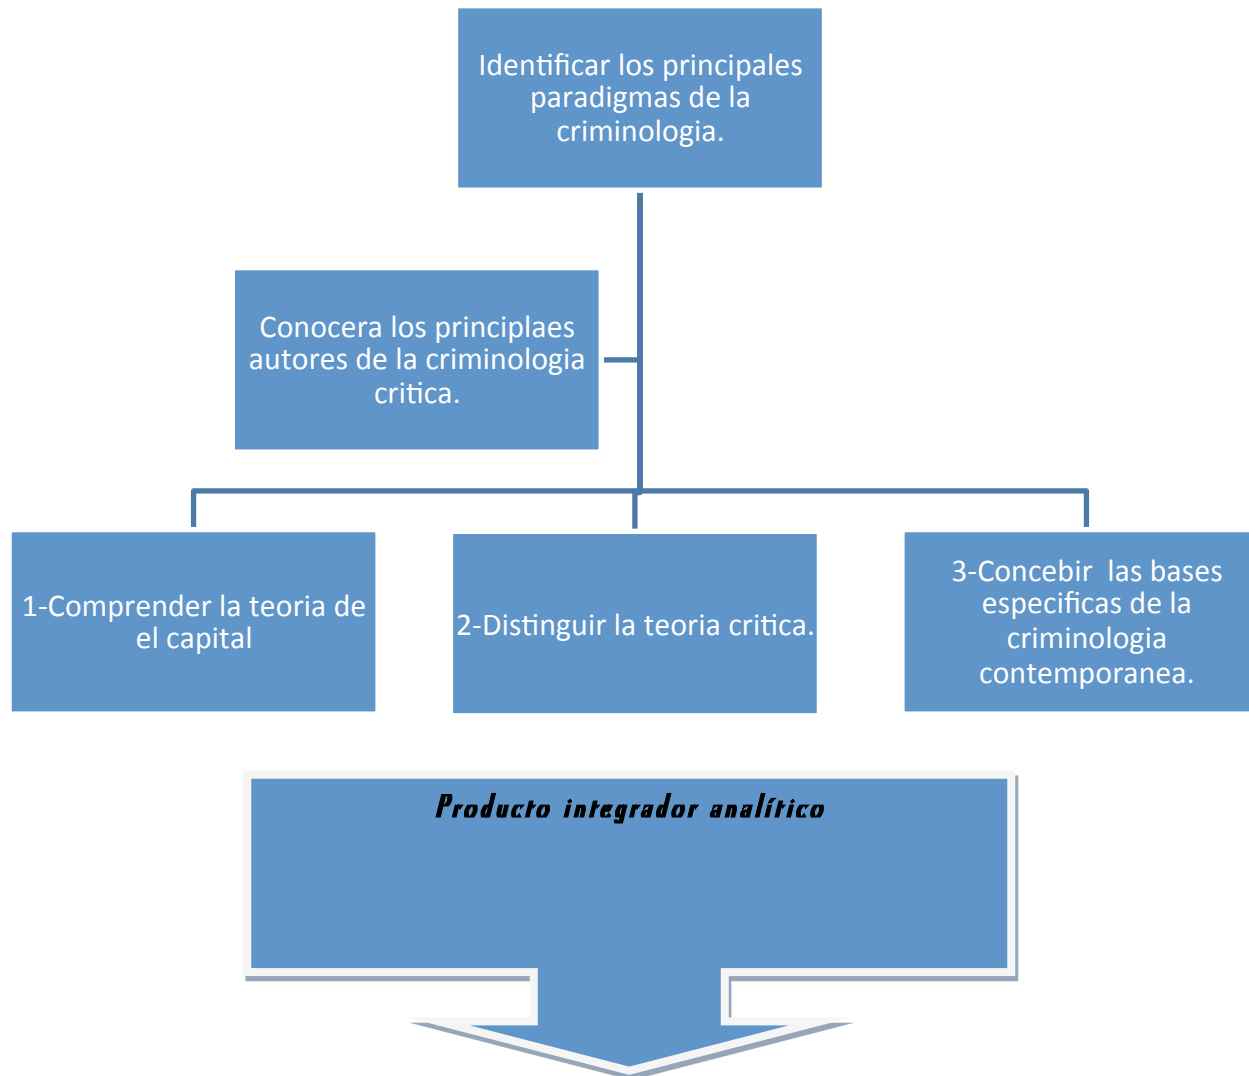 Identificar los principales
paradigmas de la
criminologia.
Conocera los principlaes
autores de la criminologia
critica.
1-Comprender la teoria de
el capital
2-Distinguir la teoria critica.
3-Concebir  las bases
especificas de la
criminologia
contemporanea.
Producto integrador analítico